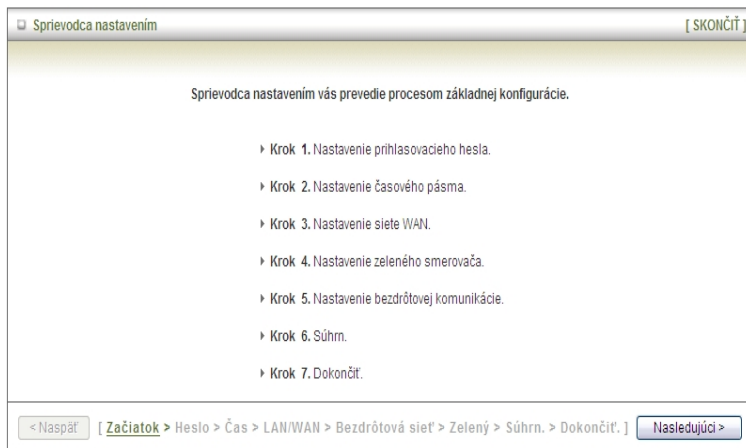 Sprievodca nastavením [ SKONČIŤ ]
Sprievodca nastavením vás prevedie procesom základnej konfigurácie.
Krok 1. Nastavenie prihlasovacieho hesla.
Krok 2. Nastavenie časového pásma.
Krok 3. Nastavenie siete WAN.
Krok 4. Nastavenie zeleného smerovača.
Krok 5. Nastavenie bezdrôtovej komunikácie.
Krok 6. Súhrn.
Krok 7. Dokončiť.
< Naspäť [ Začiatok > Heslo > Čas > LAN/WAN > Bezdrôtová sieť > Zelený > Súhrn. > Dokončiť. ] Nasledujúci >